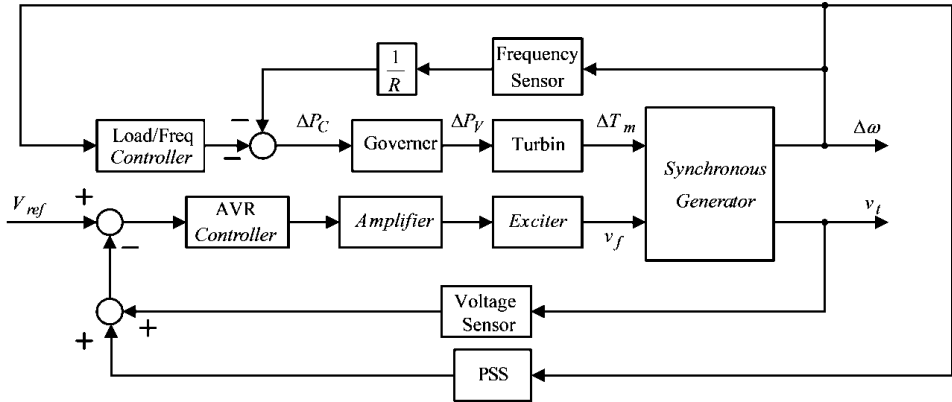 Frequency
Sensor
1
R
−
ΔP_C
ΔP_V
ΔT_m
Load/Freq
Controller
−
Governer
Turbin
Synchronous
Generator
Δω
V_ref
+
−
AVR
Controller
Amplifier
Exciter
v_f
v_t
+
+
Voltage
Sensor
PSS